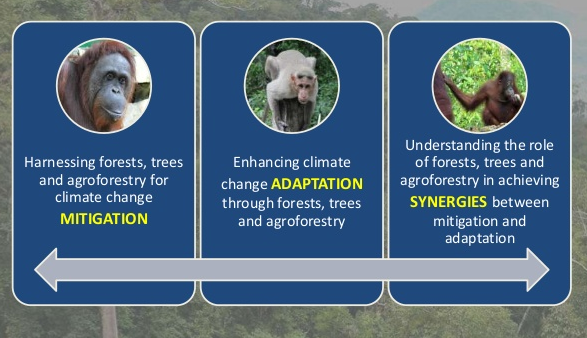 Harnessing forests, trees
and agroforestry for
climate change
MITIGATION
Enhancing climate
change ADAPTATION
through forests, trees
and agroforestry
Understanding the role
of forests, trees and
agroforestry in achieving
SYNERGIES between
mitigation and
adaptation